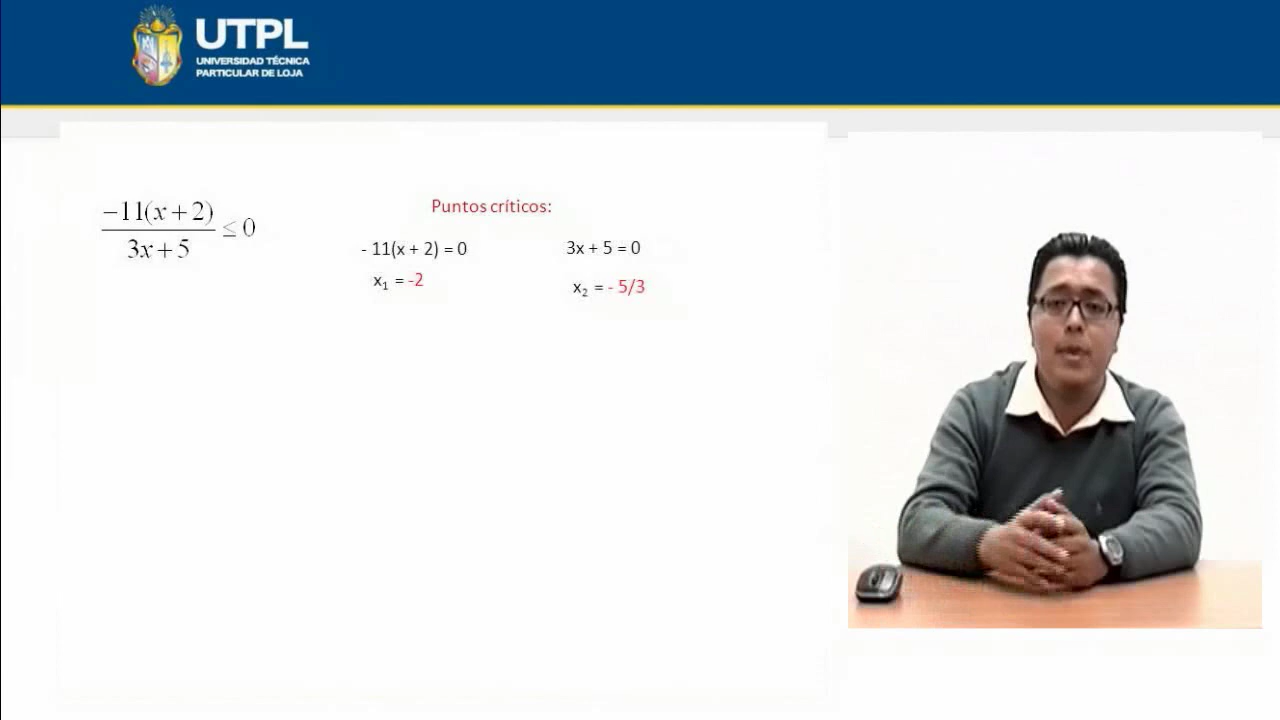 UTPL
UNIVERSIDAD TÉCNICA
PARTICULAR DE LOJA
Puntos críticos:
-11(x + 2)
3x + 5
≤ 0
- 11(x + 2) = 0
3x + 5 = 0
x₁ = -2
x₂ = - 5/3